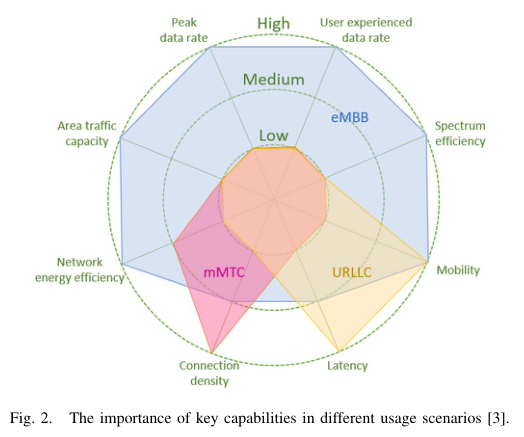 Peak
data rate
High
User experienced
data rate
Medium
eMBB
Area traffic
capacity
Low
Spectrum
efficiency
Network
energy efficiency
mMTC
URLLC
Mobility
Connection
density
Latency
Fig. 2. The importance of key capabilities in different usage scenarios [3].